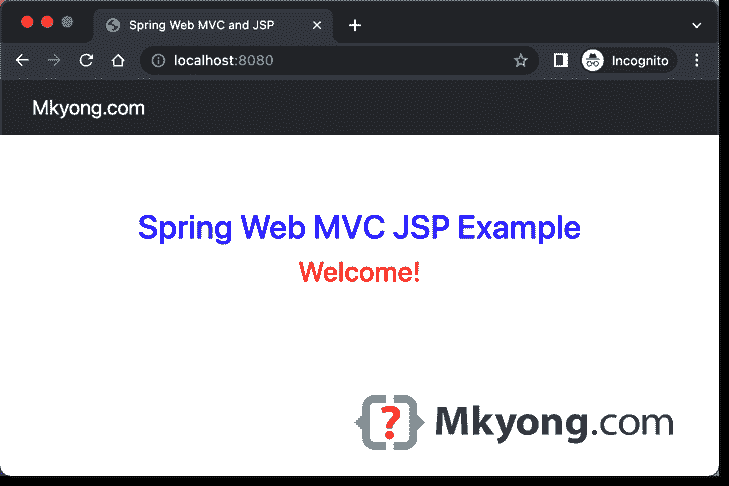 Spring Web MVC and JSP
localhost:8080
Incognito
Mkyong.com
Spring Web MVC JSP Example
Welcome!
{?} Mkyong.com